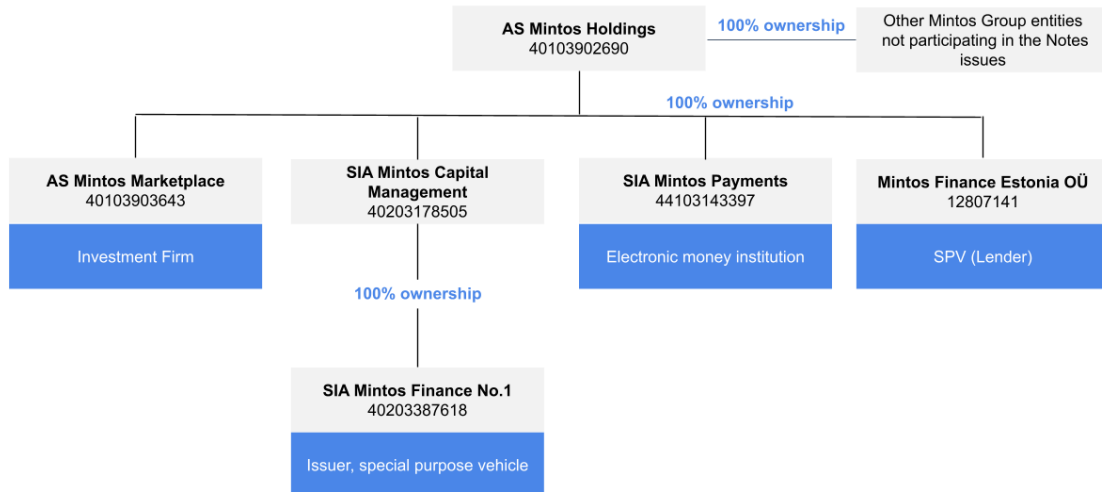 AS Mintos Holdings
40103902690
100% ownership
Other Mintos Group entities
not participating in the Notes
issues
100% ownership
AS Mintos Marketplace
40103903643
Investment Firm
SIA Mintos Capital
Management
40203178505
SIA Mintos Payments
44103143397
Electronic money institution
Mintos Finance Estonia OÜ
12807141
SPV (Lender)
100% ownership
SIA Mintos Finance No.1
40203387618
Issuer, special purpose vehicle